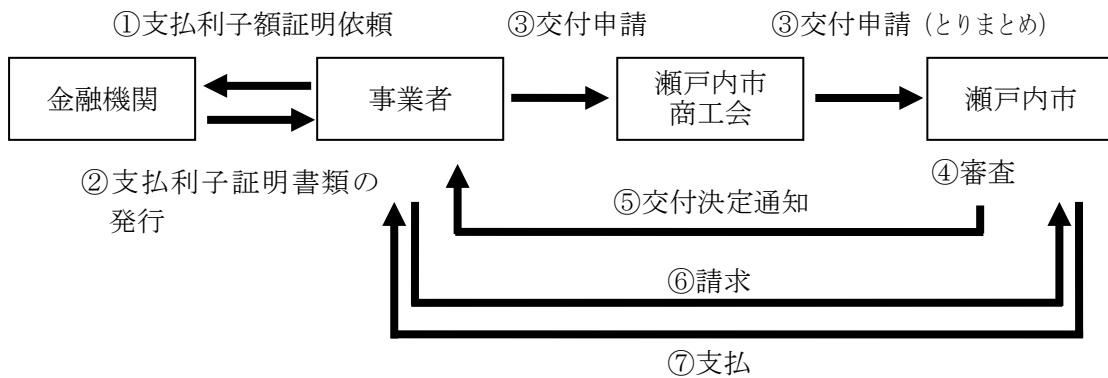 ①支払利子額証明依頼
③交付申請
③交付申請(とりまとめ)
金融機関
事業者
瀬戸内市
商工会
瀬戸内市
②支払利子証明書類の
発行
④審査
⑤交付決定通知
⑥請求
⑦支払